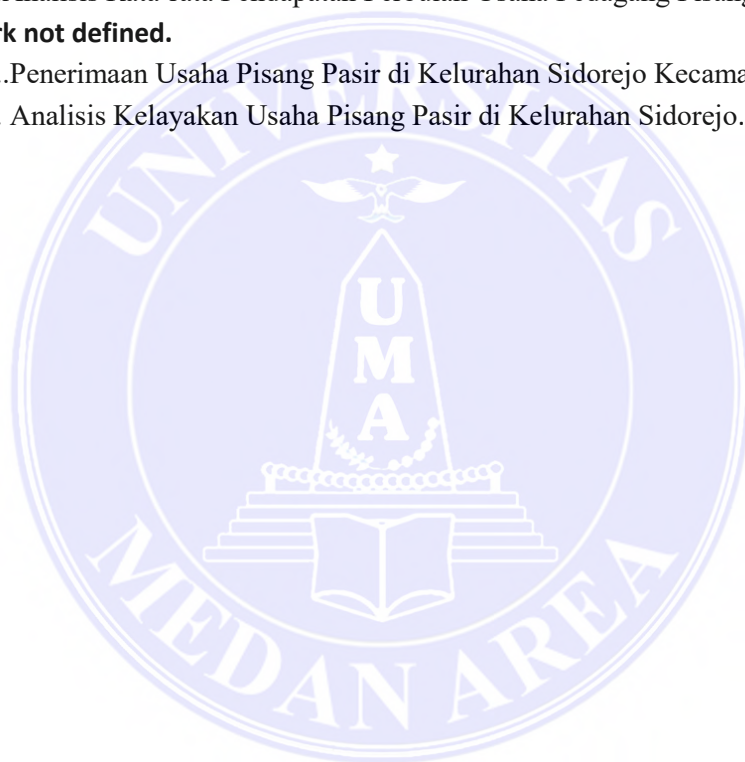 rk not defined.
.Penerimaan Usaha Pisang Pasir di Kelurahan Sidorejo Kecama
. Analisis Kelayakan Usaha Pisang Pasir di Kelurahan Sidorejo.
UNIVERSITAS
UMA
MEDAN AREA